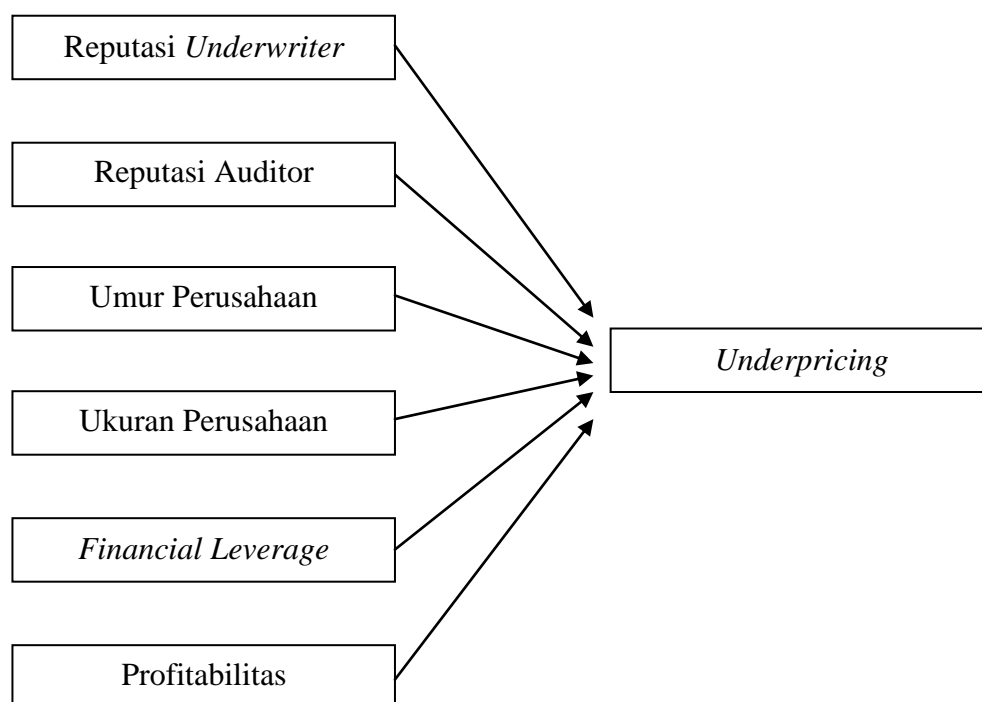 Reputasi Underwriter
Reputasi Auditor
Umur Perusahaan
Ukuran Perusahaan
Financial Leverage
Profitabilitas
Underpricing